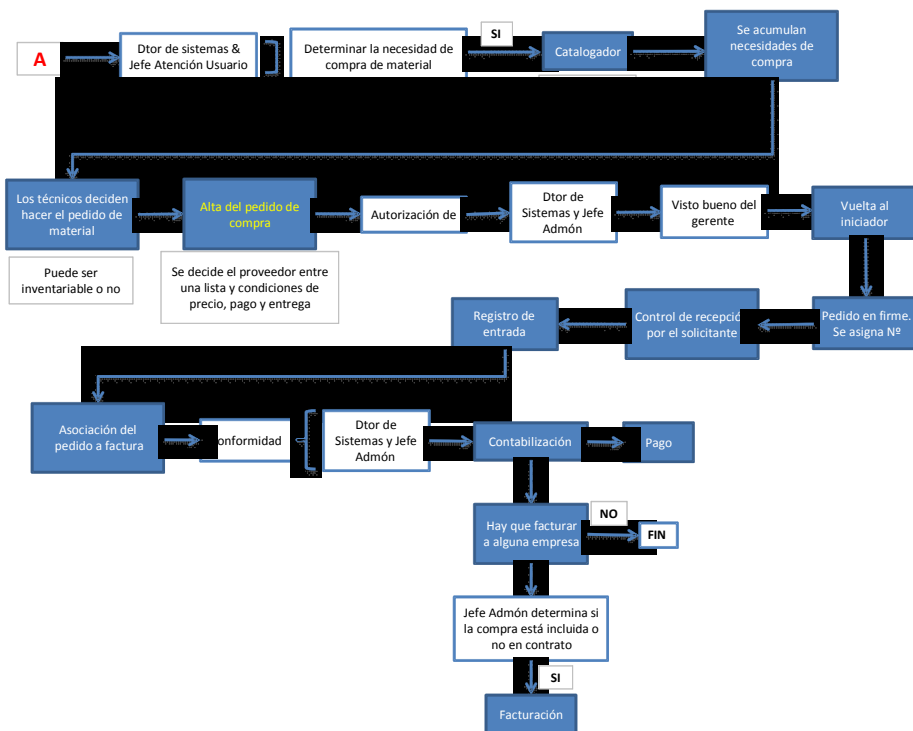 A
Dtor de sistemas &
Jefe Atención Usuario
Determinar la necesidad de
compra de material
SI
Catalogador
Se acumulan
necesidades de
compra
Los técnicos deciden
hacer el pedido de
material
Puede ser
inventariable o no
Alta del pedido de
compra
Se decide el proveedor entre
una lista y condiciones de
precio, pago y entrega
Autorización de
Dtor de
Sistemas y Jefe
Admón
Visto bueno del
gerente
Vuelta al
iniciador
Pedido en firme.
Se asigna Nº
Control de recepció
por el solicitante
Registro de
entrada
Asociación del
pedido a factura
onformidad
Dtor de
Sistemas y Jefe
Admón
Contabilización
Pago
Hay que facturar
a alguna empresa
NO
FIN
Jefe Admón determina si
la compra está incluida o
no en contrato
SI
Facturación